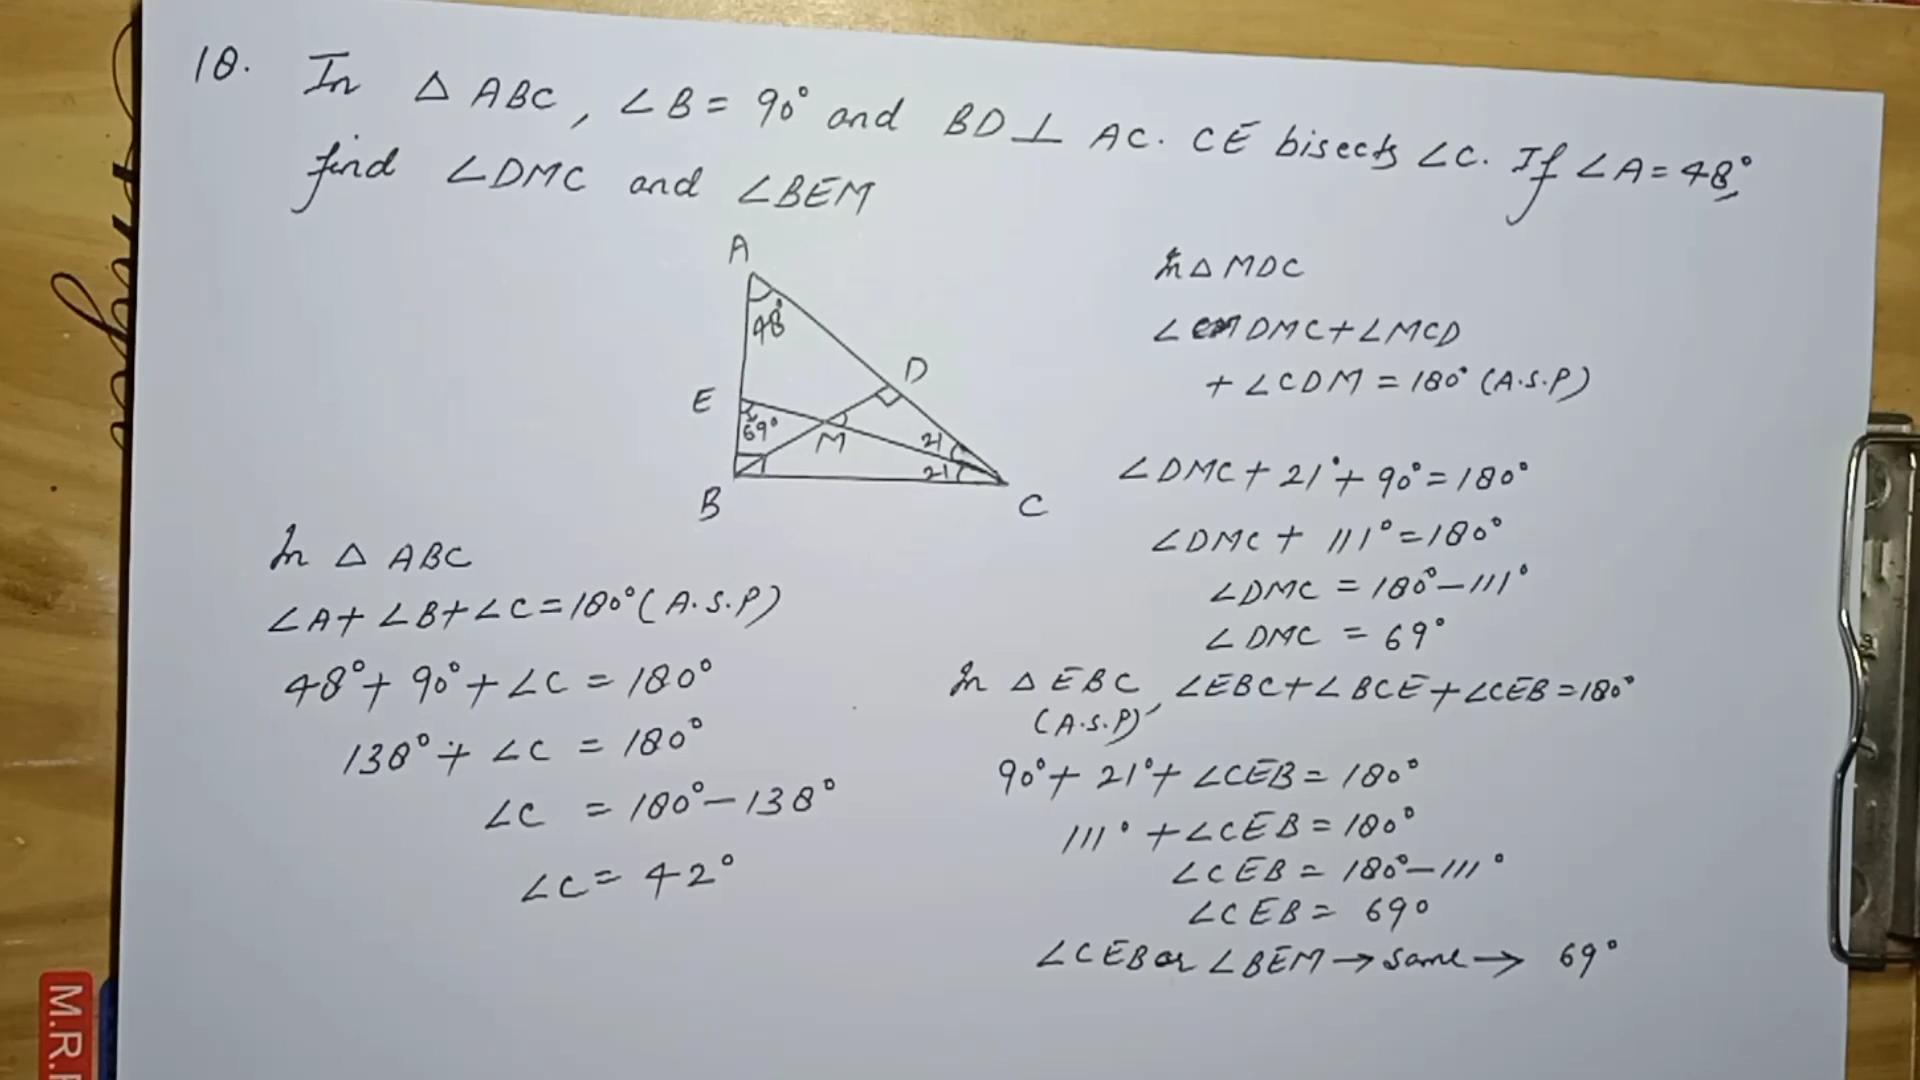 18. In △ ABC, ∠B = 90° and BD ⊥ AC. CE bisects ∠C. If ∠A = 48°,
find ∠DMC and ∠BEM
A
48°
D
E
69°
M
21
21
B
C
In △ ABC
∠A + ∠B + ∠C = 180° (A.S.P)
48° + 90° + ∠C = 180°
138° + ∠C = 180°
∠C = 180° - 138°
∠C = 42°
In △ MDC
∠DMC + ∠MCD
+ ∠CDM = 180° (A.S.P)
∠DMC + 21° + 90° = 180°
∠DMC + 111° = 180°
∠DMC = 180° - 111°
∠DMC = 69°
In △ EBC, ∠EBC + ∠BCE + ∠CEB = 180°
(A.S.P)
90° + 21° + ∠CEB = 180°
111° + ∠CEB = 180°
∠CEB = 180° - 111°
∠CEB = 69°
∠CEB or ∠BEM → same → 69°